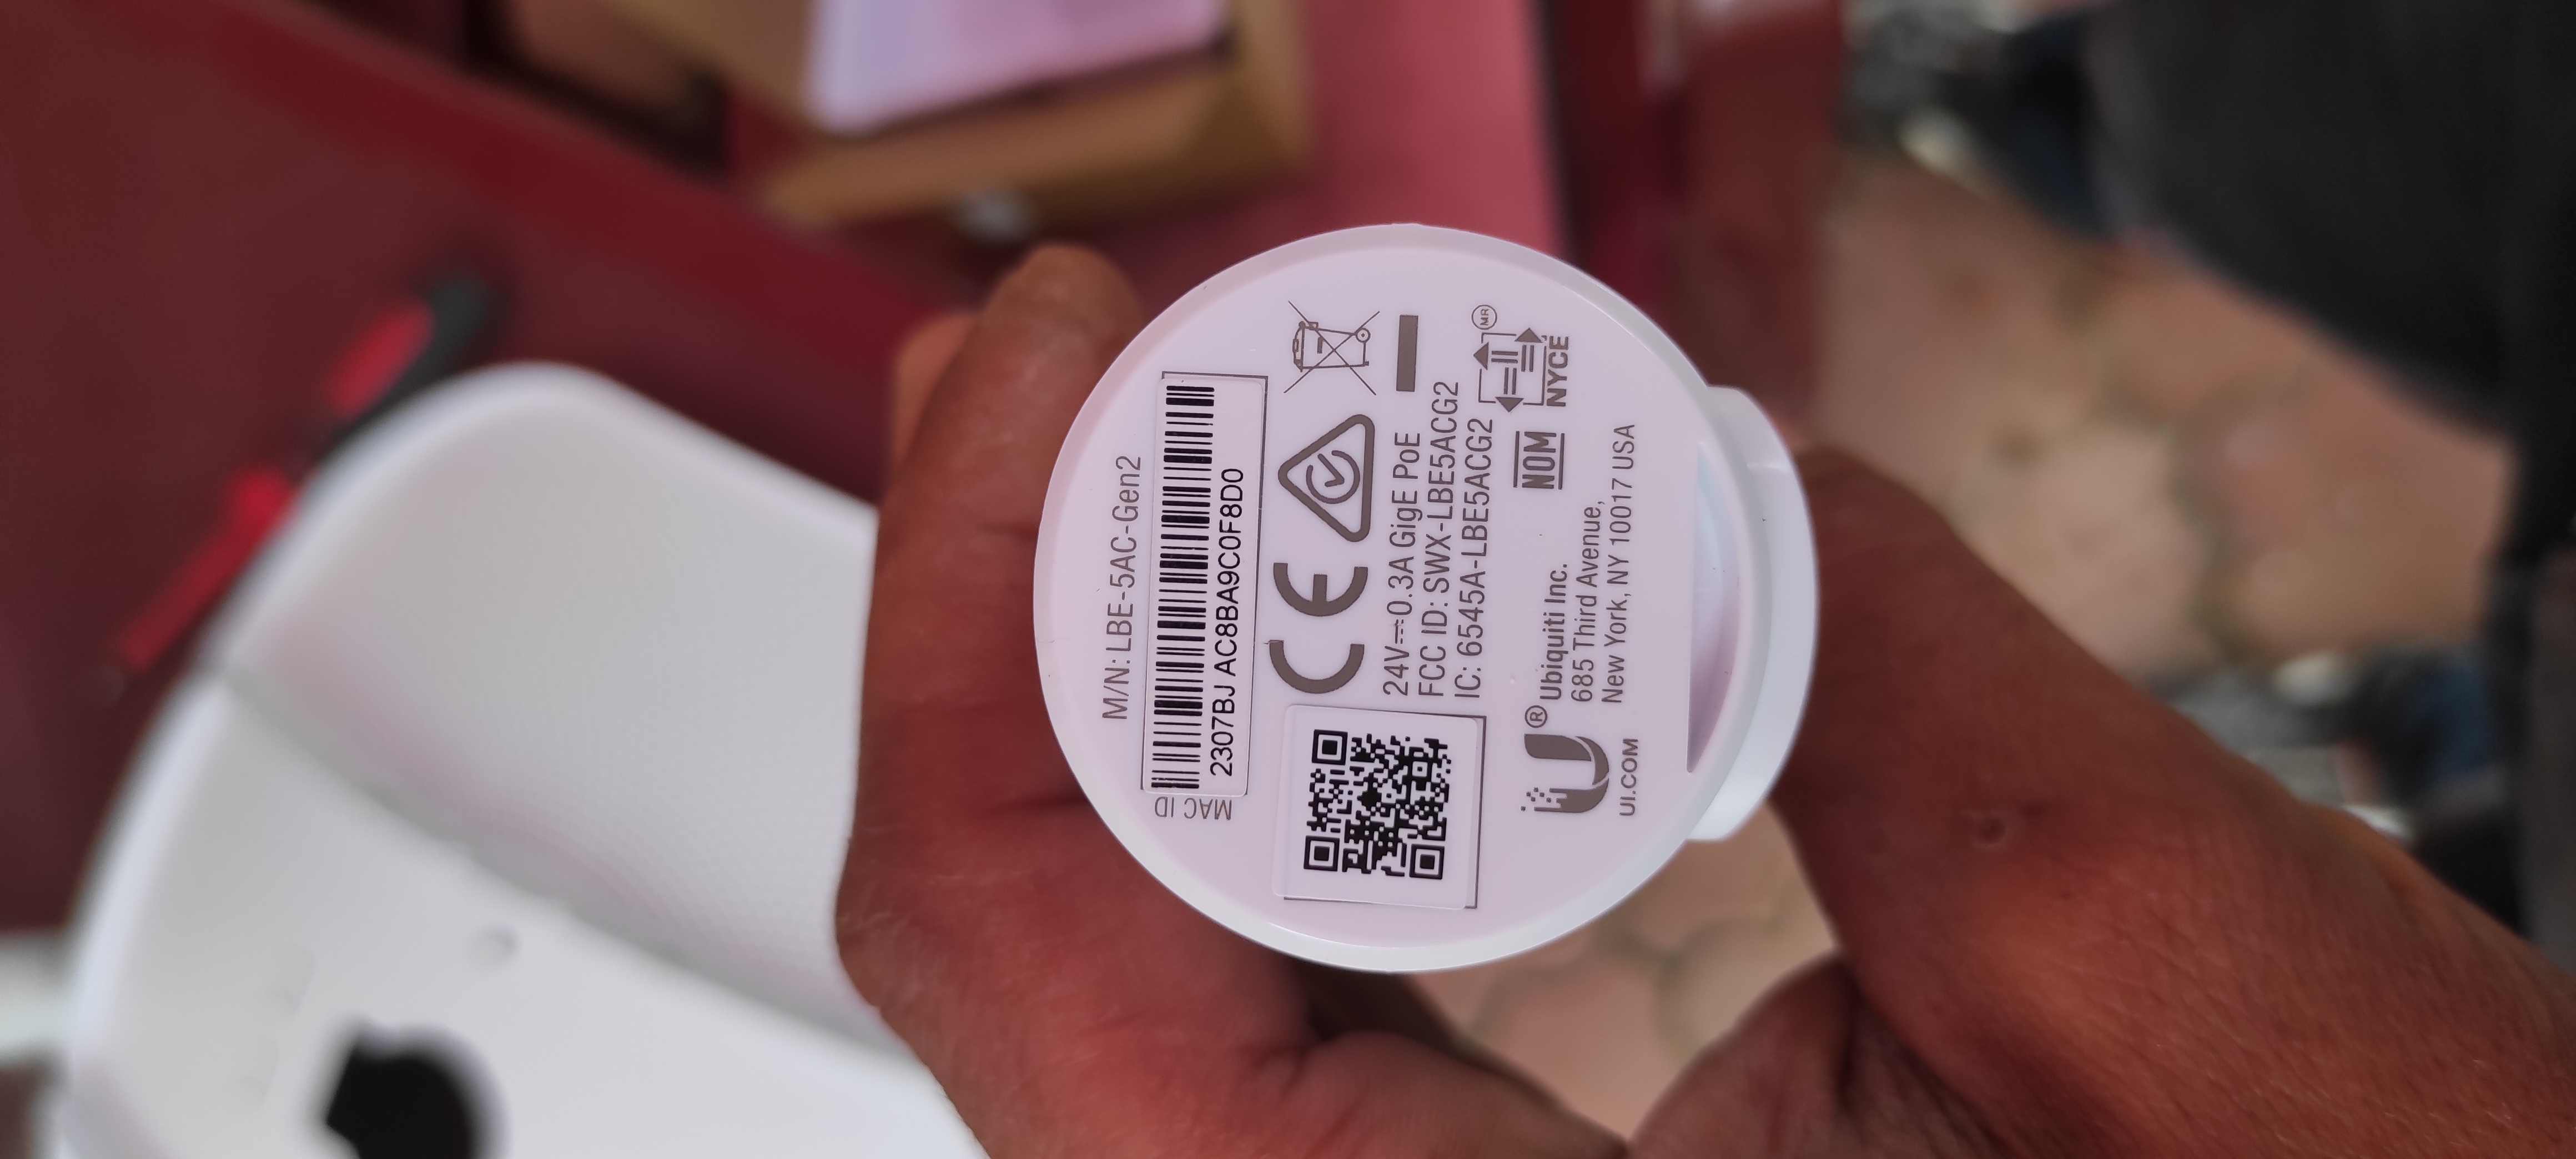 M/N: LBE-5AC-Gen2
MAC ID
2307BJ AC8BA9C0F8D0
24V⎓0.3A GigE PoE
FCC ID: SWX-LBE5ACG2
IC: 6545A-LBE5ACG2
NOM
NYCE
MR
U®
Ubiquiti Inc.
685 Third Avenue,
New York, NY 10017 USA
UI.COM